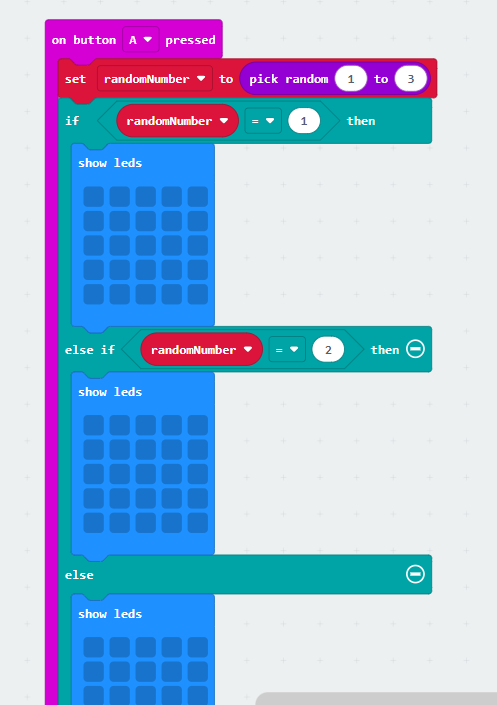 on button A pressed
set randomNumber to pick random 1 to 3
if randomNumber = 1 then
show leds
else if randomNumber = 2 then
show leds
else
show leds